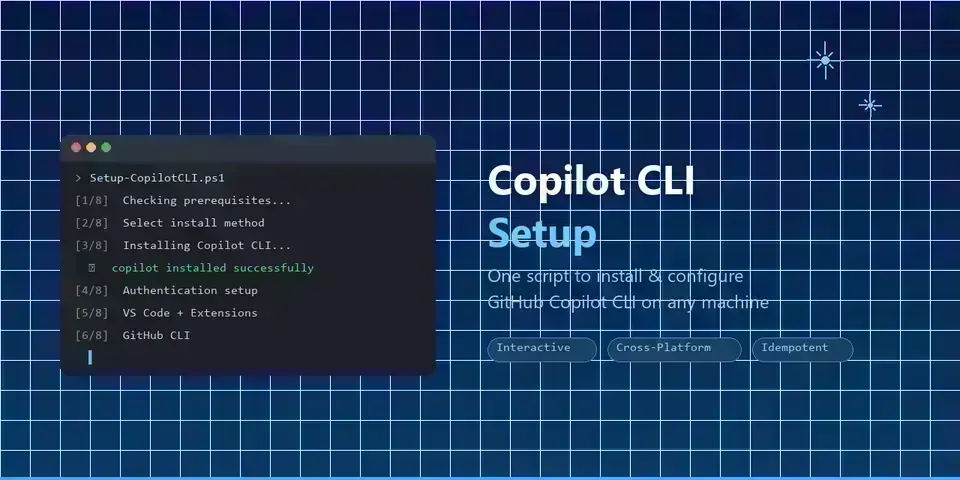 > Setup-CopilotCLI.ps1
[1/8] Checking prerequisites...
[2/8] Select install method
[3/8] Installing Copilot CLI...
copilot installed successfully
[4/8] Authentication setup
[5/8] VS Code + Extensions
[6/8] GitHub CLI
Copilot CLI
Setup
One script to install & configure
GitHub Copilot CLI on any machine
Interactive
Cross-Platform
Idempotent